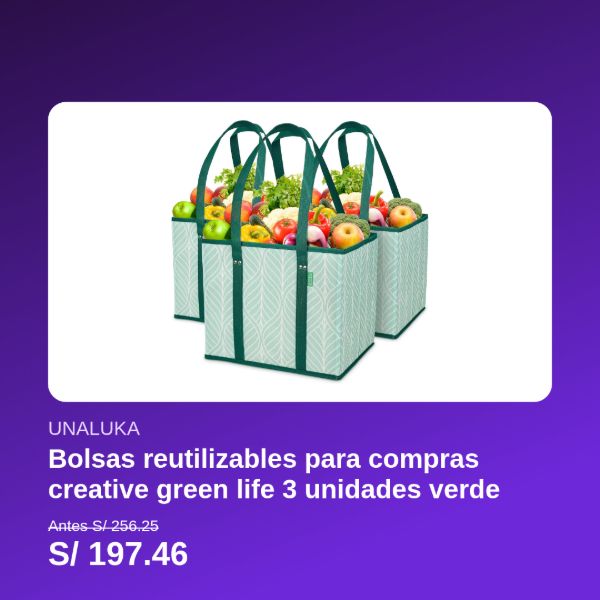 UNALUKA
Bolsas reutilizables para compras
creative green life 3 unidades verde
Antes S/ 256.25
S/ 197.46